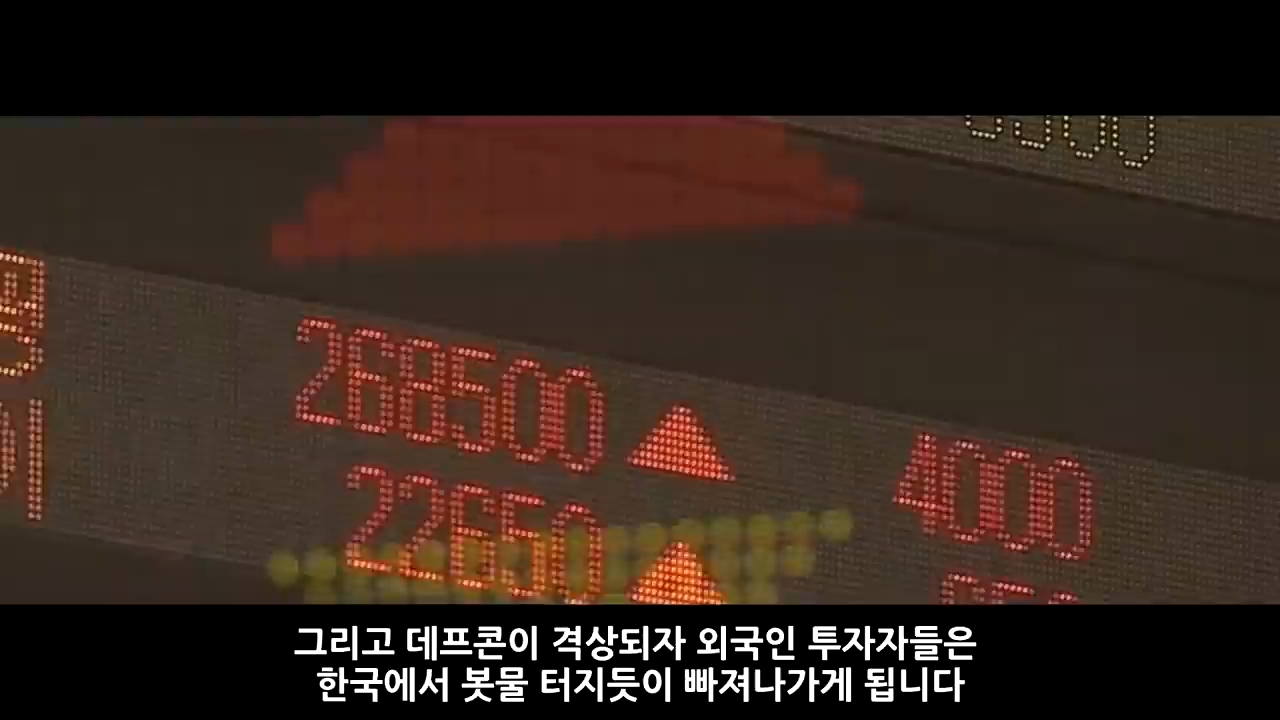 268500 ▲ 4000
22650 ▲
그리고 데프콘이 격상되자 외국인 투자자들은
한국에서 봇물 터지듯이 빠져나가게 됩니다